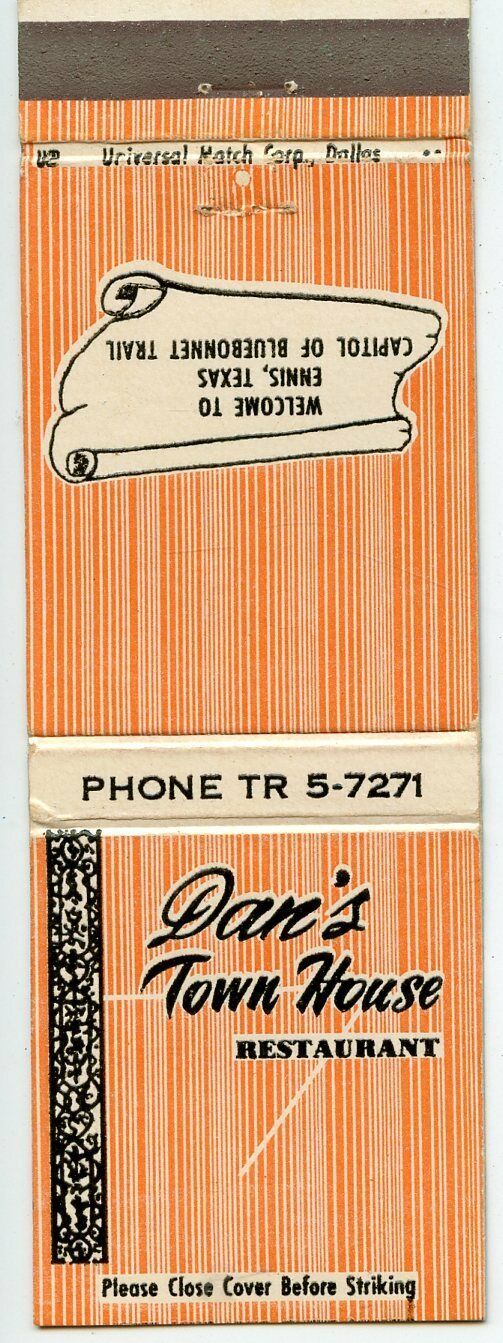 UM Universal Match Corp., Dallas
WELCOME TO
ENNIS, TEXAS
CAPITOL OF BLUEBONNET TRAIL
PHONE TR 5-7271
Dan's
Town House
RESTAURANT
Please Close Cover Before Striking